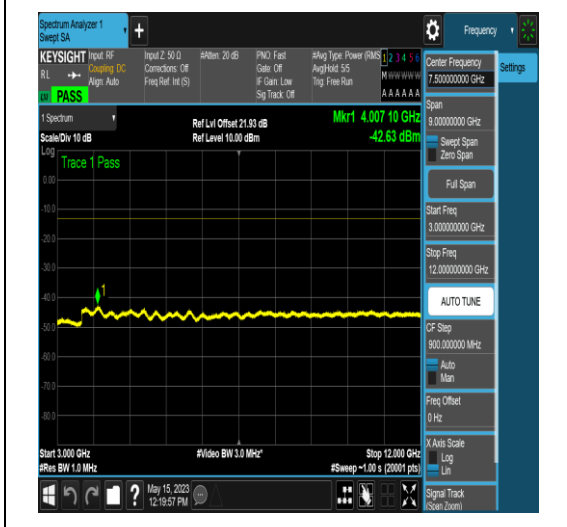 Spectrum Analyzer 1
Swept SA
Frequency
Settings
KEYSIGHT
RL
PASS
Input: RF
Coupling: DC
Align: Auto
Input Z: 50 Ω
Corrections: Off
Freq Ref: Int (S)
#Atten: 20 dB
PNO: Fast
Gate: Off
IF Gain: Low
Sig Track: Off
#Avg Type: Power (RMS
Avg|Hold: 5/5
Trig: Free Run
1 2 3 4 5 6
M W W W W W
A A A A A A
1 Spectrum
Scale/Div 10 dB
Ref Lvl Offset 21.93 dB
Ref Level 10.00 dBm
Mkr1 4.007 10 GHz
-42.63 dBm
Log
Trace 1 Pass
0.00
-10.0
-20.0
-30.0
-40.0
-50.0
-60.0
-70.0
-80.0
1
Start 3.000 GHz
#Res BW 1.0 MHz
#Video BW 3.0 MHz*
Stop 12.000 GHz
#Sweep ~1.00 s (20001 pts)
Center Frequency
7.500000000 GHz
Span
9.00000000 GHz
Swept Span
Zero Span
Full Span
Start Freq
3.000000000 GHz
Stop Freq
12.000000000 GHz
AUTO TUNE
CF Step
900.000000 MHz
Auto
Man
Freq Offset
0 Hz
X Axis Scale
Log
Lin
Signal Track
(Span Zoom)
?
May 15, 2023
12:19:57 PM